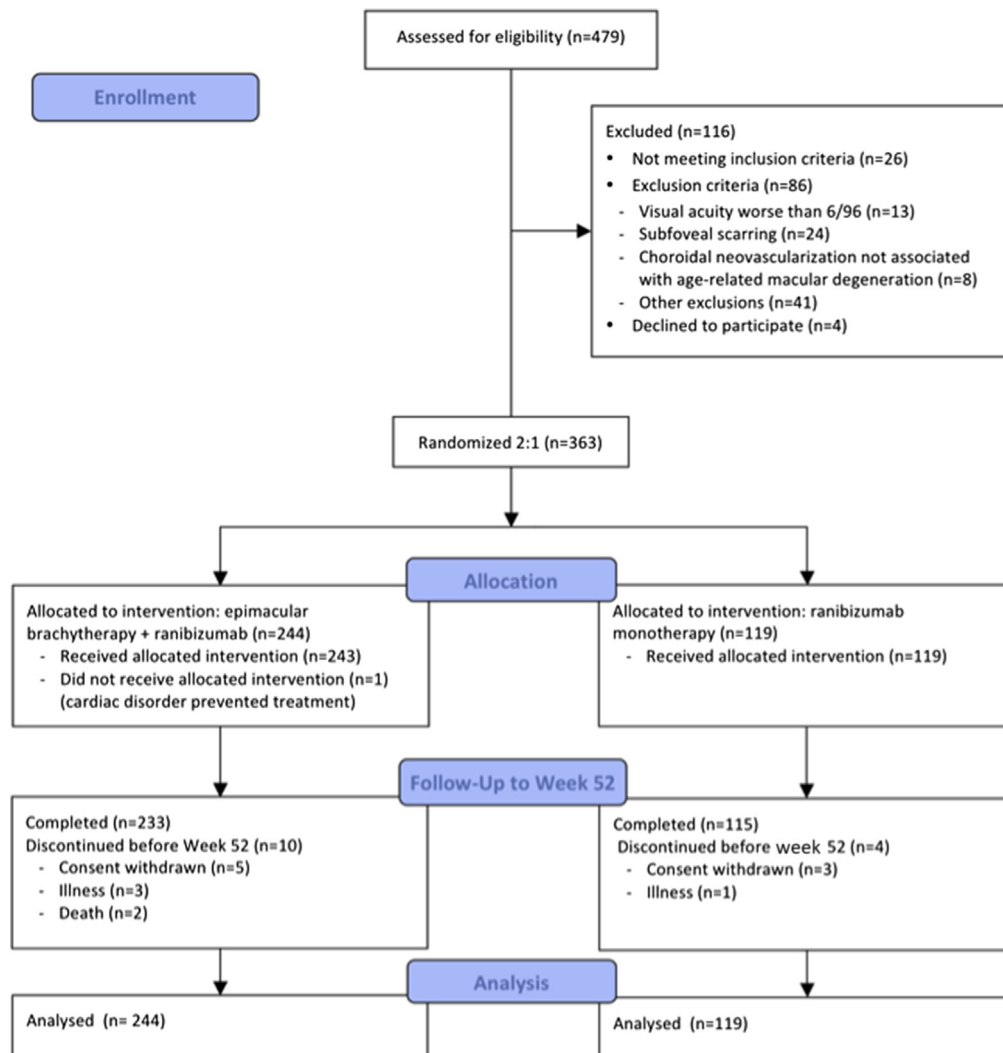 Assessed for eligibility (n=479)
Enrollment
Excluded (n=116)
• Not meeting inclusion criteria (n=26)
• Exclusion criteria (n=86)
- Visual acuity worse than 6/96 (n=13)
- Subfoveal scarring (n=24)
- Choroidal neovascularization not associated
with age-related macular degeneration (n=8)
- Other exclusions (n=41)
• Declined to participate (n=4)
Randomized 2:1 (n=363)
Allocation
Allocated to intervention: epimacular
brachytherapy + ranibizumab (n=244)
- Received allocated intervention (n=243)
- Did not receive allocated intervention (n=1)
(cardiac disorder prevented treatment)
Allocated to intervention: ranibizumab
monotherapy (n=119)
- Received allocated intervention (n=119)
Follow-Up to Week 52
Completed (n=233)
Discontinued before Week 52 (n=10)
- Consent withdrawn (n=5)
- Illness (n=3)
- Death (n=2)
Completed (n=115)
Discontinued before week 52 (n=4)
- Consent withdrawn (n=3)
- Illness (n=1)
Analysis
Analysed (n= 244)
Analysed (n=119)